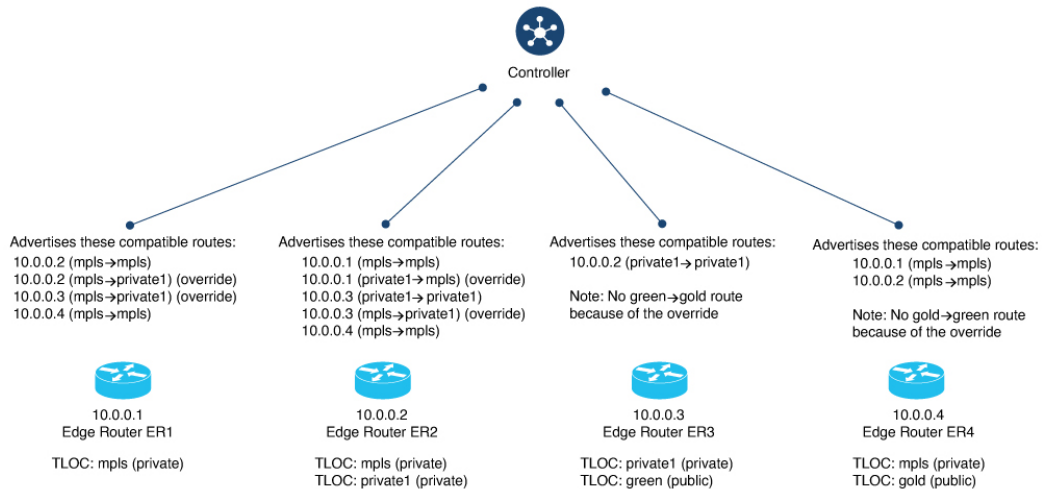 Controller
Advertises these compatible routes:
10.0.0.2 (mpls→mpls)
10.0.0.2 (mpls→private1) (override)
10.0.0.3 (mpls→private1) (override)
10.0.0.4 (mpls→mpls)
Advertises these compatible routes:
10.0.0.1 (mpls→mpls)
10.0.0.1 (private1→mpls) (override)
10.0.0.3 (private1→ private1)
10.0.0.3 (mpls→private1) (override)
10.0.0.4 (mpls→mpls)
Advertises these compatible routes:
10.0.0.2 (private1→ private1)
Note: No green→gold route
because of the override
Advertises these compatible routes:
10.0.0.1 (mpls→mpls)
10.0.0.2 (mpls→mpls)
Note: No gold→green route
because of the override
10.0.0.1
Edge Router ER1
TLOC: mpls (private)
10.0.0.2
Edge Router ER2
TLOC: mpls (private)
TLOC: private1 (private)
10.0.0.3
Edge Router ER3
TLOC: private1 (private)
TLOC: green (public)
10.0.0.4
Edge Router ER4
TLOC: mpls (private)
TLOC: gold (public)